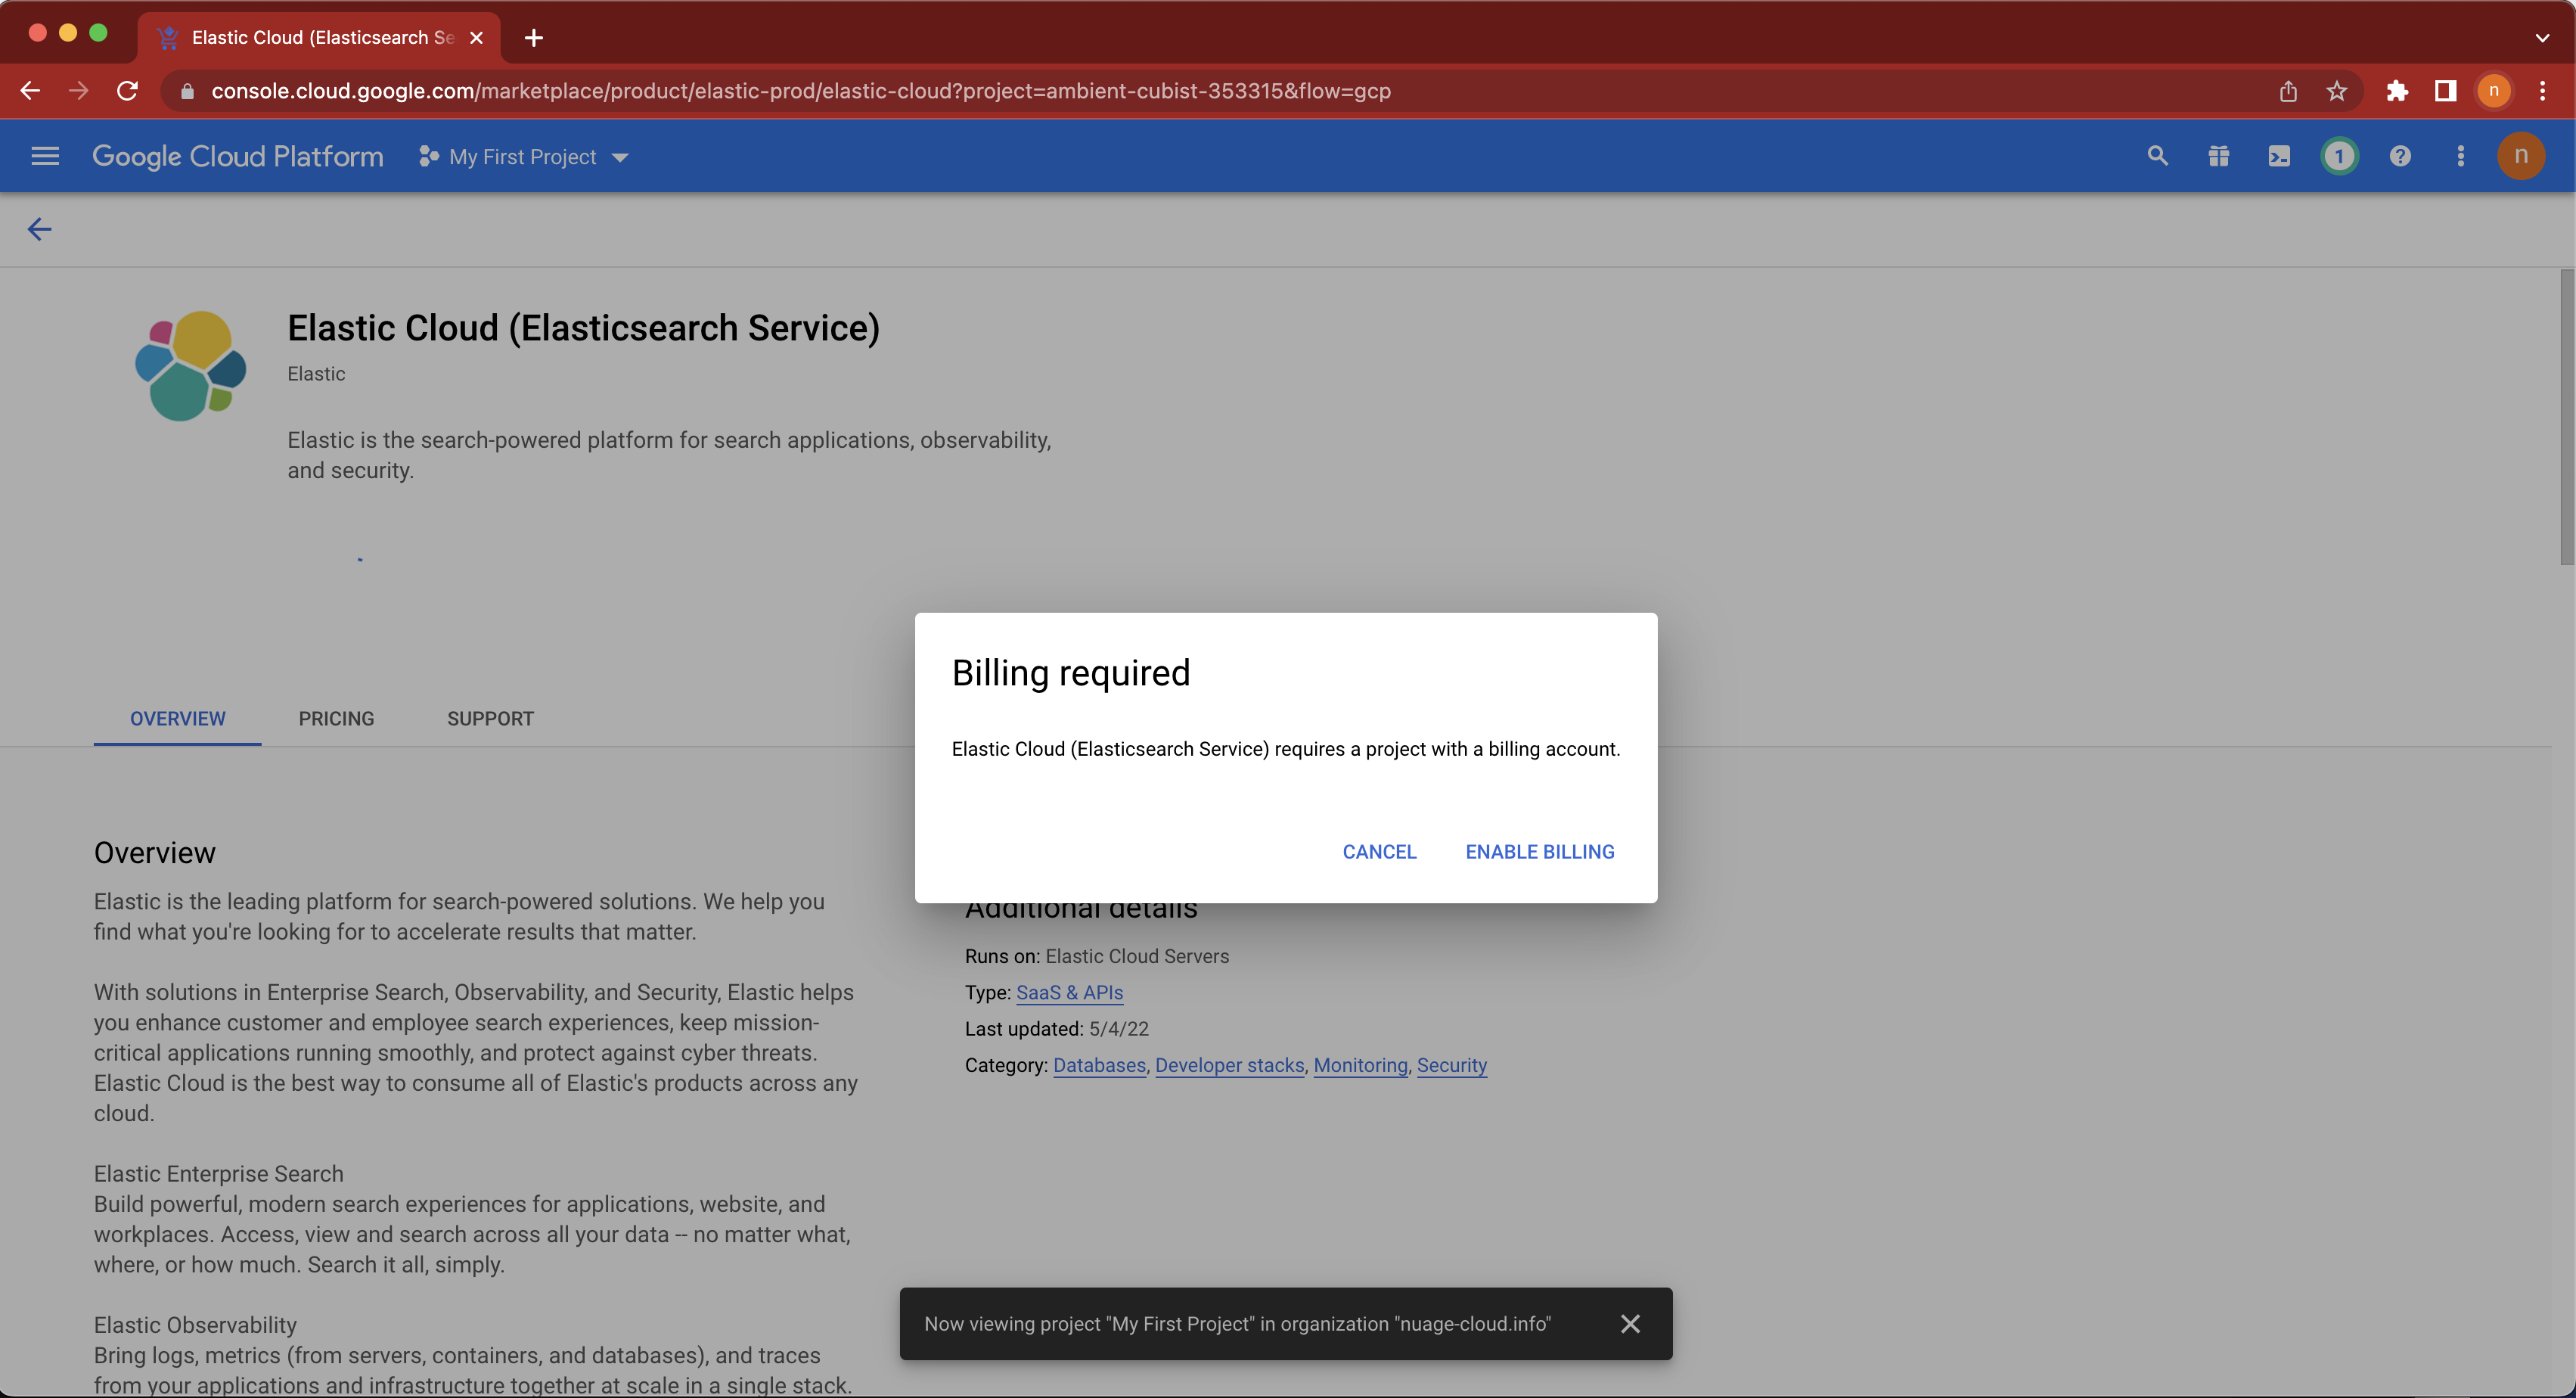 Elastic Cloud (Elasticsearch Se
console.cloud.google.com/marketplace/product/elastic-prod/elastic-cloud?project=ambient-cubist-353315&flow=gcp
n
Google Cloud Platform
My First Project
1
n
Elastic Cloud (Elasticsearch Service)
Elastic
Elastic is the search-powered platform for search applications, observability,
and security.
Billing required
Elastic Cloud (Elasticsearch Service) requires a project with a billing account.
CANCEL
ENABLE BILLING
OVERVIEW
PRICING
SUPPORT
Overview
Elastic is the leading platform for search-powered solutions. We help you
find what you're looking for to accelerate results that matter.
With solutions in Enterprise Search, Observability, and Security, Elastic helps
you enhance customer and employee search experiences, keep mission-
critical applications running smoothly, and protect against cyber threats.
Elastic Cloud is the best way to consume all of Elastic's products across any
cloud.
Elastic Enterprise Search
Build powerful, modern search experiences for applications, website, and
workplaces. Access, view and search across all your data -- no matter what,
where, or how much. Search it all, simply.
Elastic Observability
Bring logs, metrics (from servers, containers, and databases), and traces
from your applications and infrastructure together at scale in a single stack.
Additional details
Runs on: Elastic Cloud Servers
Type: SaaS & APIs
Last updated: 5/4/22
Category: Databases, Developer stacks, Monitoring, Security
Now viewing project "My First Project" in organization "nuage-cloud.info"